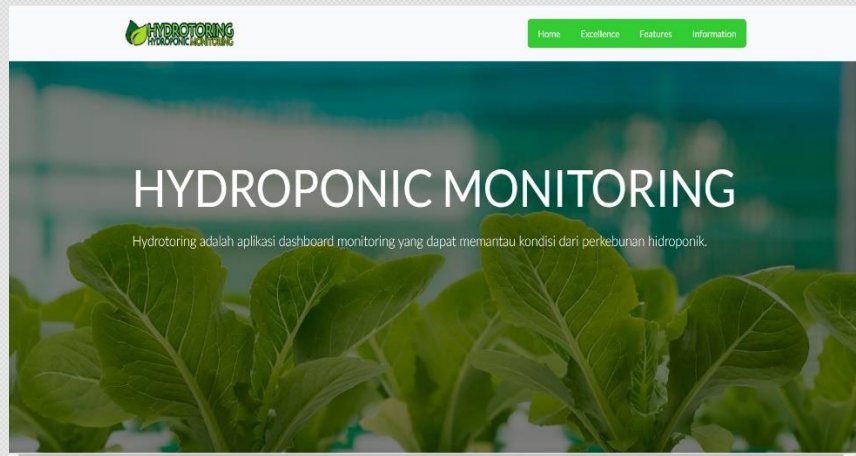 HYDROTORING
HYDROPONIC MONITORING
Home Excellence Features Information
HYDROPONIC MONITORING
Hydrotoring adalah aplikasi dashboard monitoring yang dapat memantau kondisi dari perkebunan hidroponik.